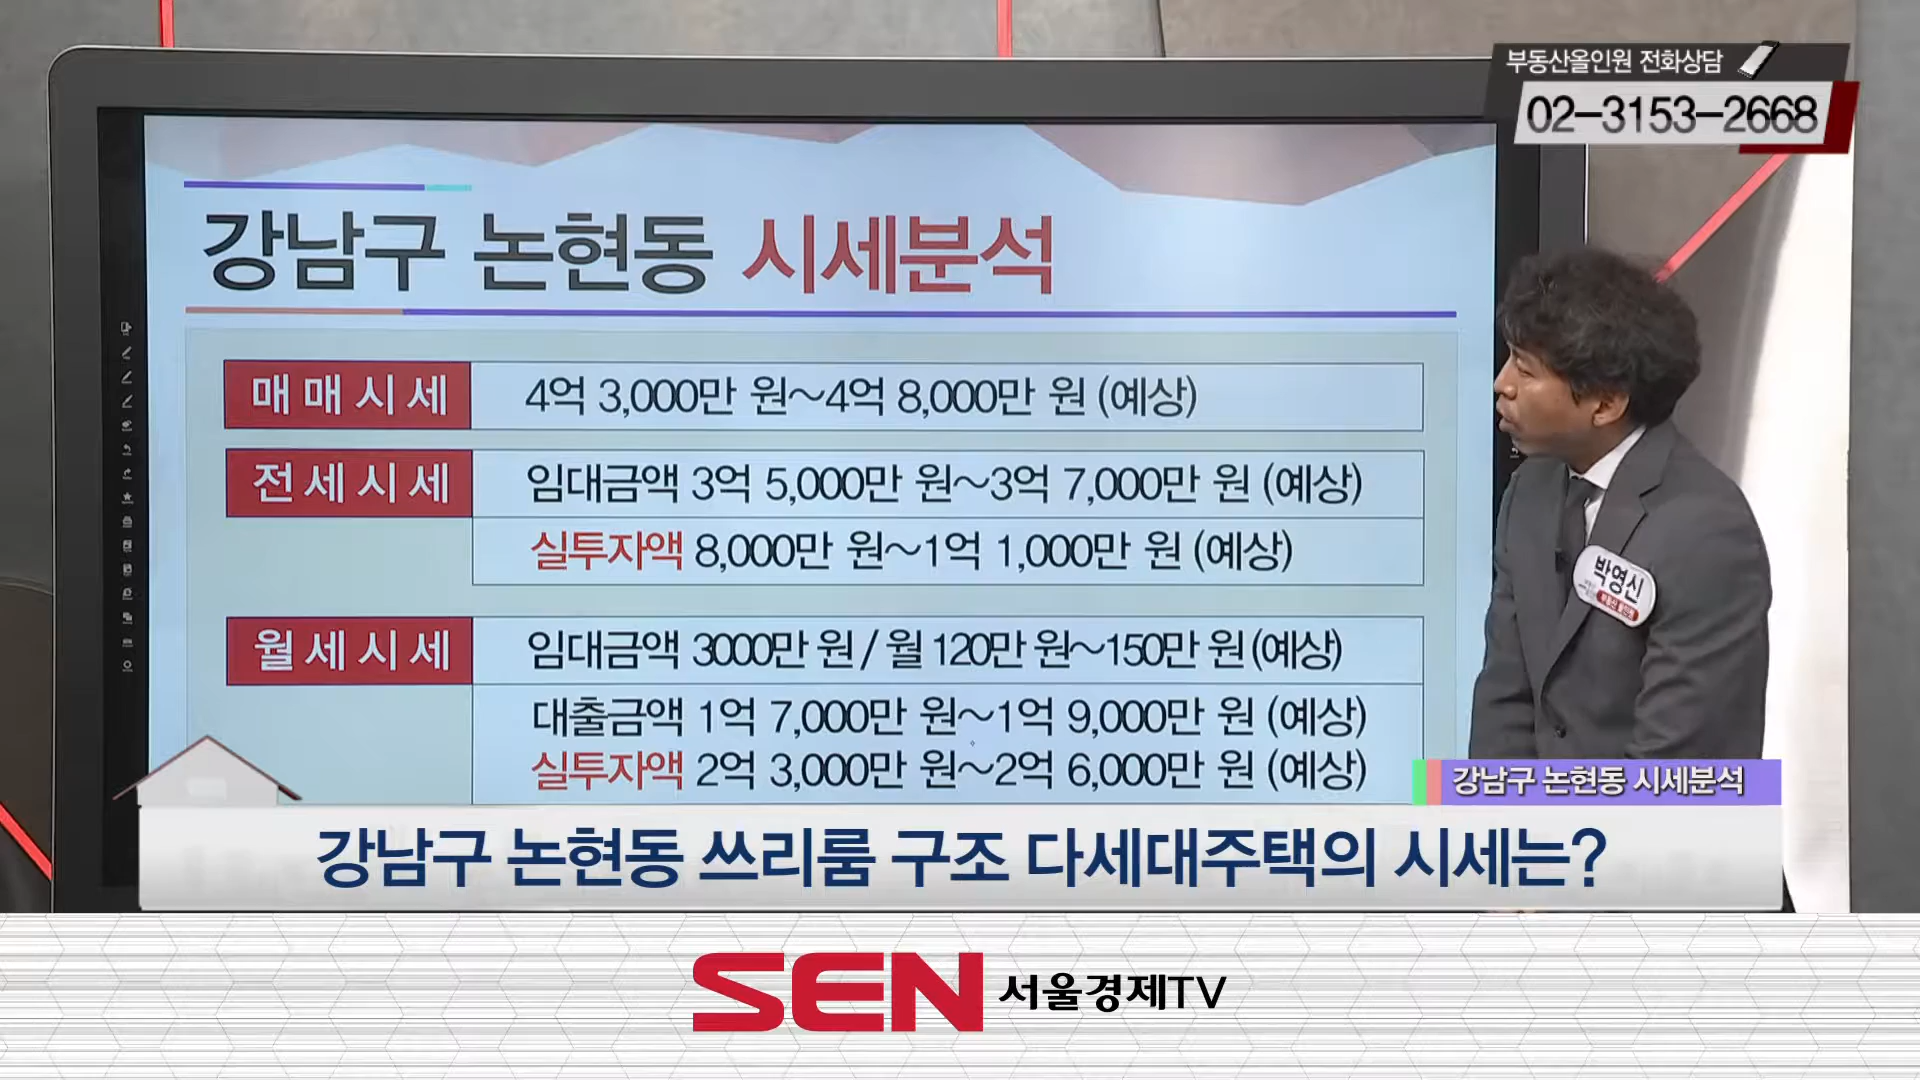 부동산올인원 전화상담
02-3153-2668
강남구 논현동 시세분석
매매시세 4억 3,000만 원~4억 8,000만 원 (예상)
전세시세 임대금액 3억 5,000만 원~3억 7,000만 원 (예상)
실투자액 8,000만 원~1억 1,000만 원 (예상)
월세시세 임대금액 3000만 원 / 월 120만 원~150만 원 (예상)
대출금액 1억 7,000만 원~1억 9,000만 원 (예상)
실투자액 2억 3,000만 원~2억 6,000만 원 (예상)
박영신
강남구 논현동 시세분석
강남구 논현동 쓰리룸 구조 다세대주택의 시세는?
SEN 서울경제TV